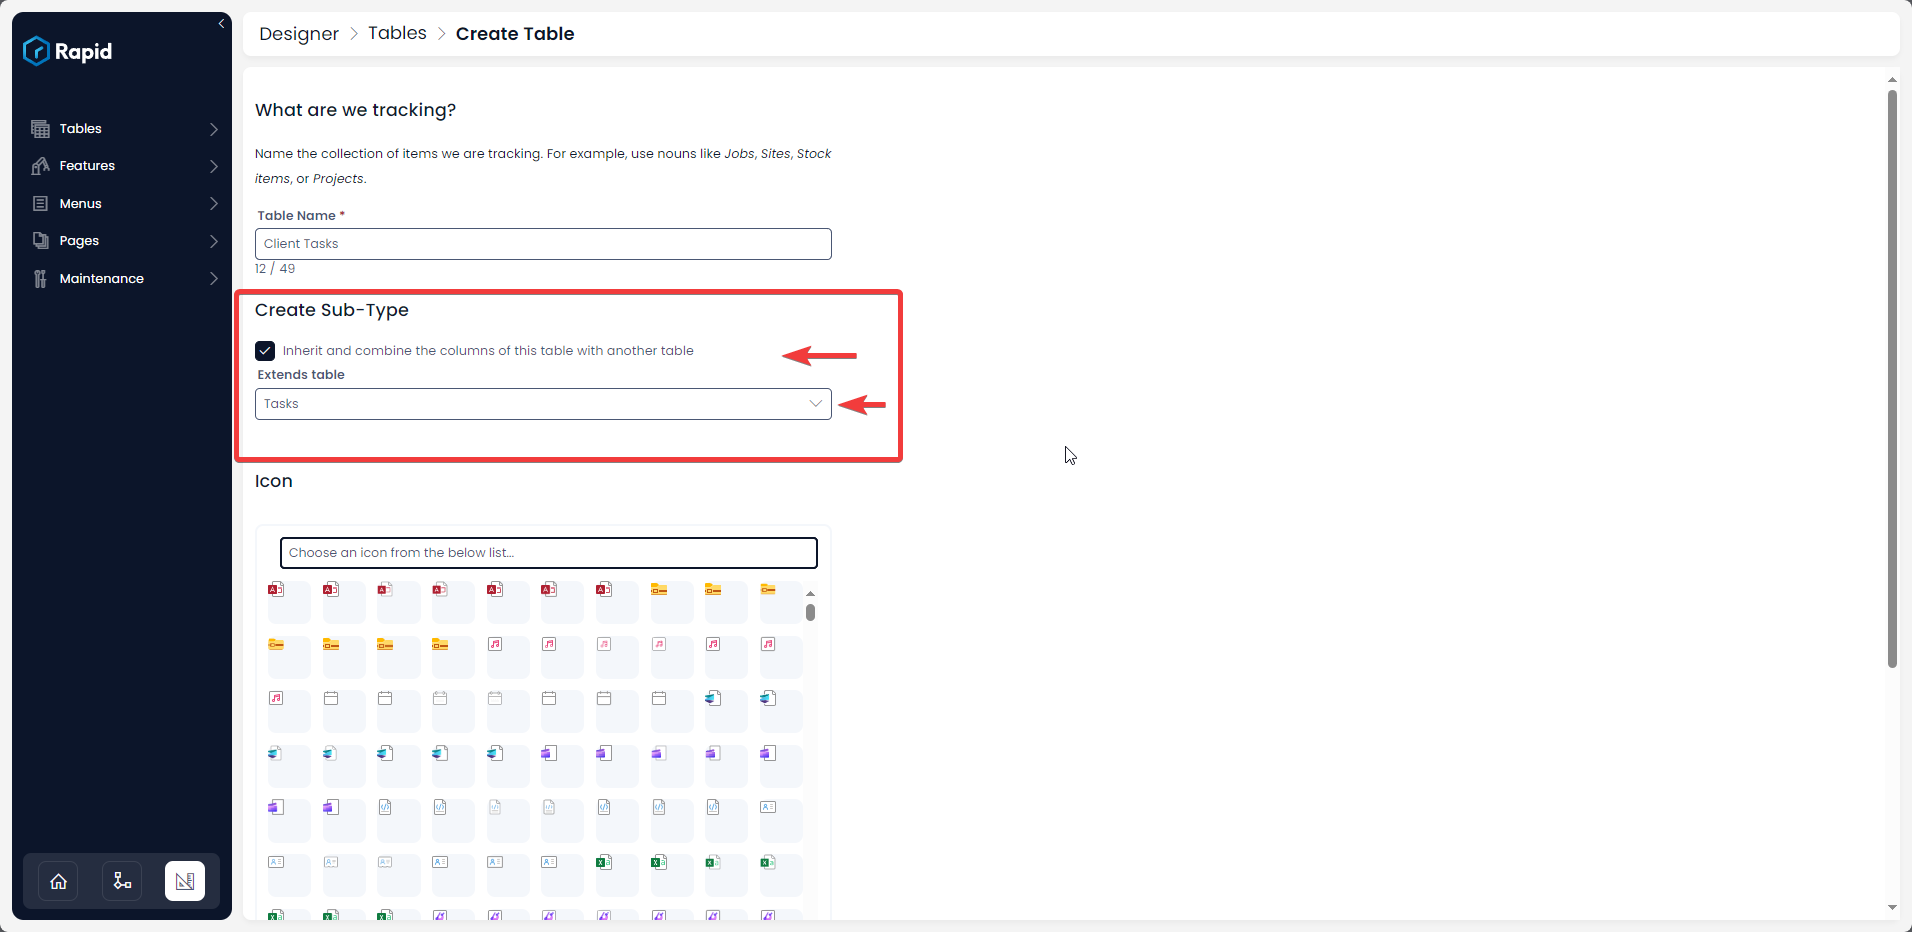 Rapid
Tables
Features
Menus
Pages
Maintenance
Designer > Tables > Create Table
What are we tracking?
Name the collection of items we are tracking. For example, use nouns like Jobs, Sites, Stock
items, or Projects.
Table Name *
Client Tasks
12 / 49
Create Sub-Type
Inherit and combine the columns of this table with another table
Extends table
Tasks
Icon
Choose an icon from the below list...